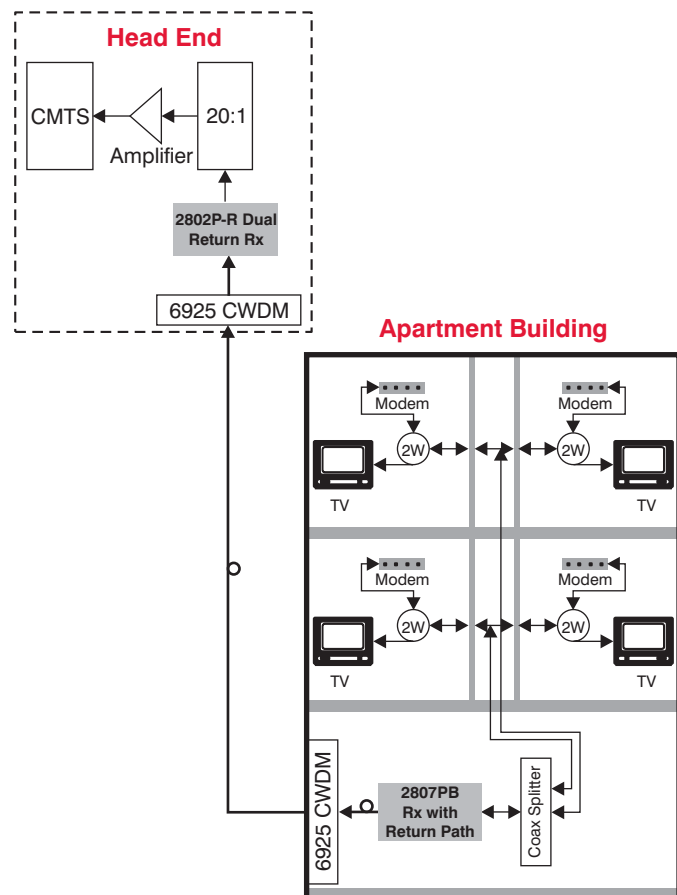 Head End
CMTS
20:1
Amplifier
2802P-R Dual
Return Rx
6925 CWDM
Apartment Building
Modem
Modem
2W
2W
TV
TV
Modem
Modem
2W
2W
TV
TV
6925 CWDM
2807PB
Rx with
Return Path
Coax Splitter